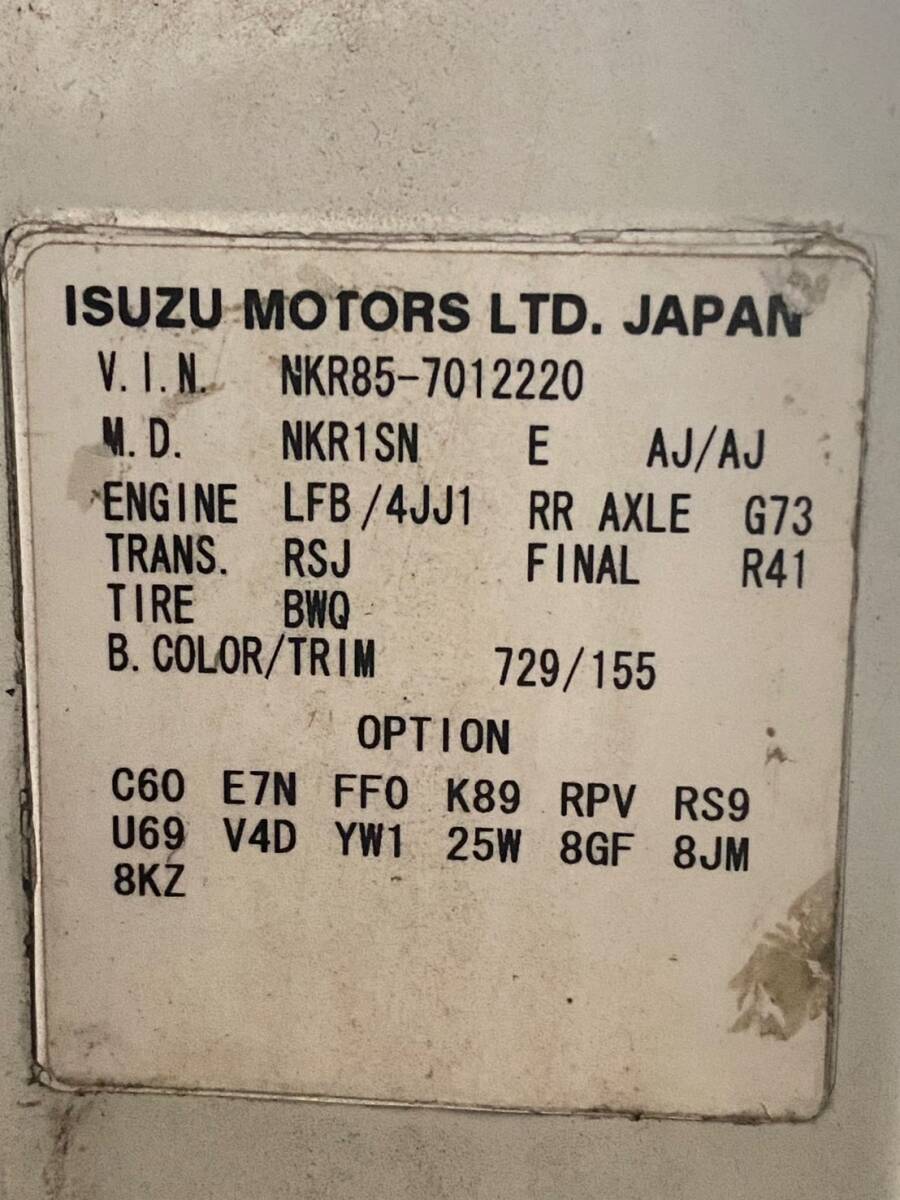 ISUZU MOTORS LTD. JAPAN
V.I.N. NKR85-7012220
M.D. NKR1SN E AJ/AJ
ENGINE LFB/4JJ1 RR AXLE G73
TRANS. RSJ FINAL R41
TIRE BWQ
B.COLOR/TRIM 729/155
OPTION
C60 E7N FF0 K89 RPV RS9
U69 V4D YW1 25W 8GF 8JM
8KZ